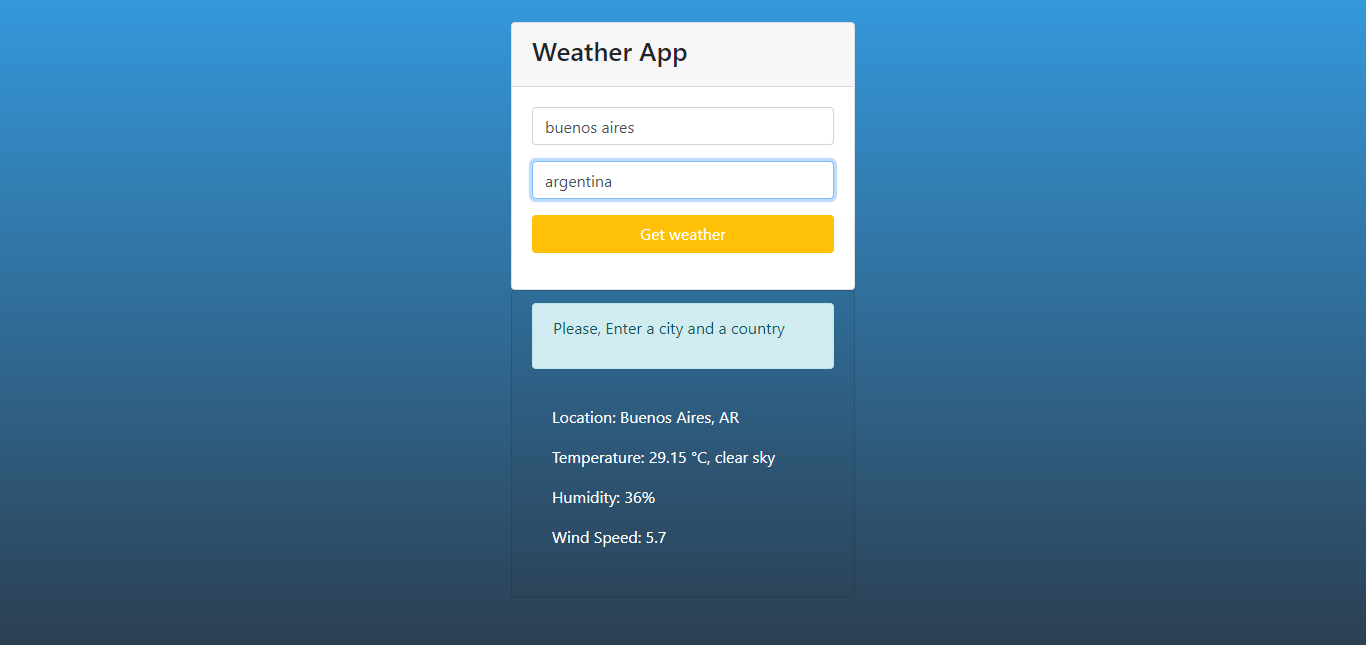 Weather App
buenos aires
argentina
Get weather
Please, Enter a city and a country
Location: Buenos Aires, AR
Temperature: 29.15 °C, clear sky
Humidity: 36%
Wind Speed: 5.7